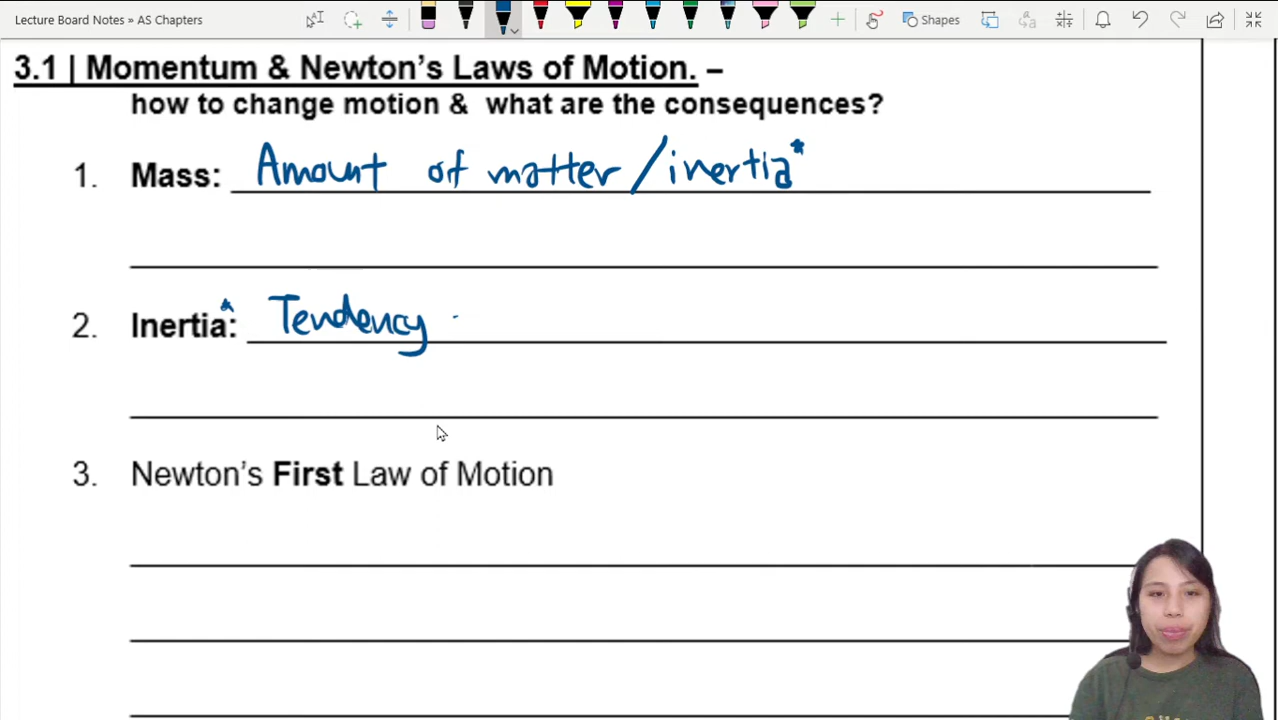 Lecture Board Notes » AS Chapters
Shapes
3.1 | Momentum & Newton's Laws of Motion. –
how to change motion & what are the consequences?
1. Mass: Amount of matter/inertia*
2. Inertia*: Tendency
3. Newton's First Law of Motion